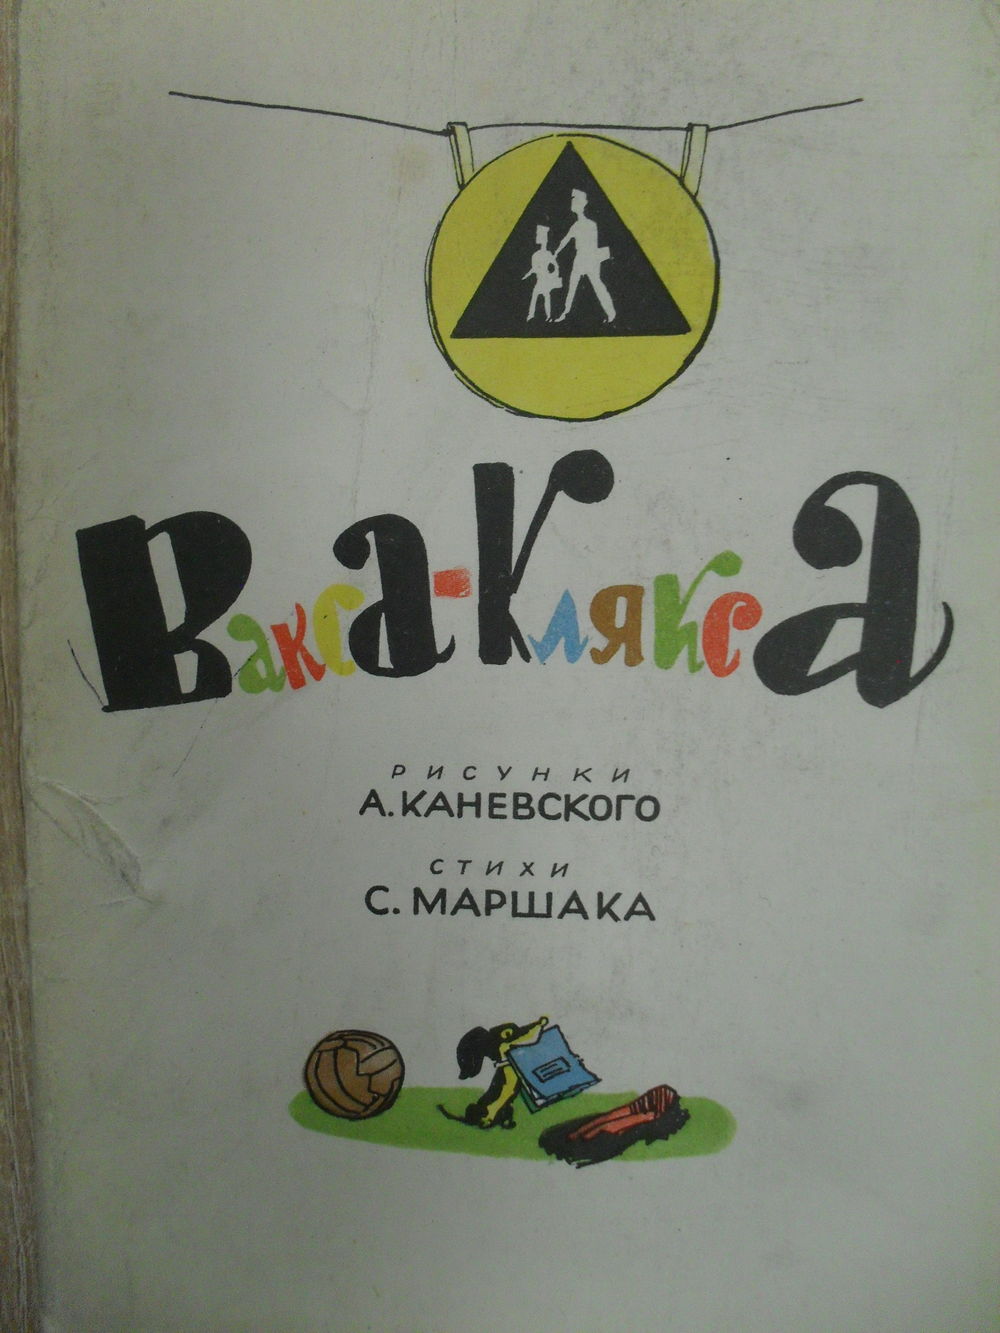 Вакса-Клякса
РИСУНКИ
А. КАНЕВСКОГО
СТИХИ
С. МАРШАКА